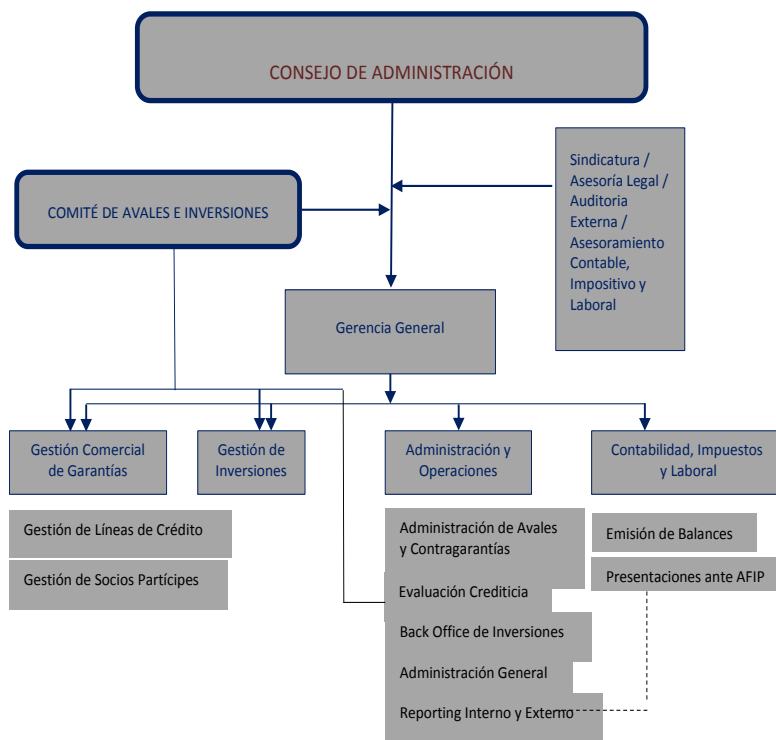 CONSEJO DE ADMINISTRACIÓN
Sindicatura /
Asesoría Legal /
Auditoria
Externa /
Asesoramiento
Contable,
Impositivo y
Laboral
COMITÉ DE AVALES E INVERSIONES
Gerencia General
Gestión Comercial
de Garantías
Gestión de
Inversiones
Administración y
Operaciones
Contabilidad, Impuestos
y Laboral
Gestión de Líneas de Crédito
Gestión de Socios Partícipes
Administración de Avales
y Contragarantías
Evaluación Crediticia
Back Office de Inversiones
Administración General
Reporting Interno y Externo
Emisión de Balances
Presentaciones ante AFIP